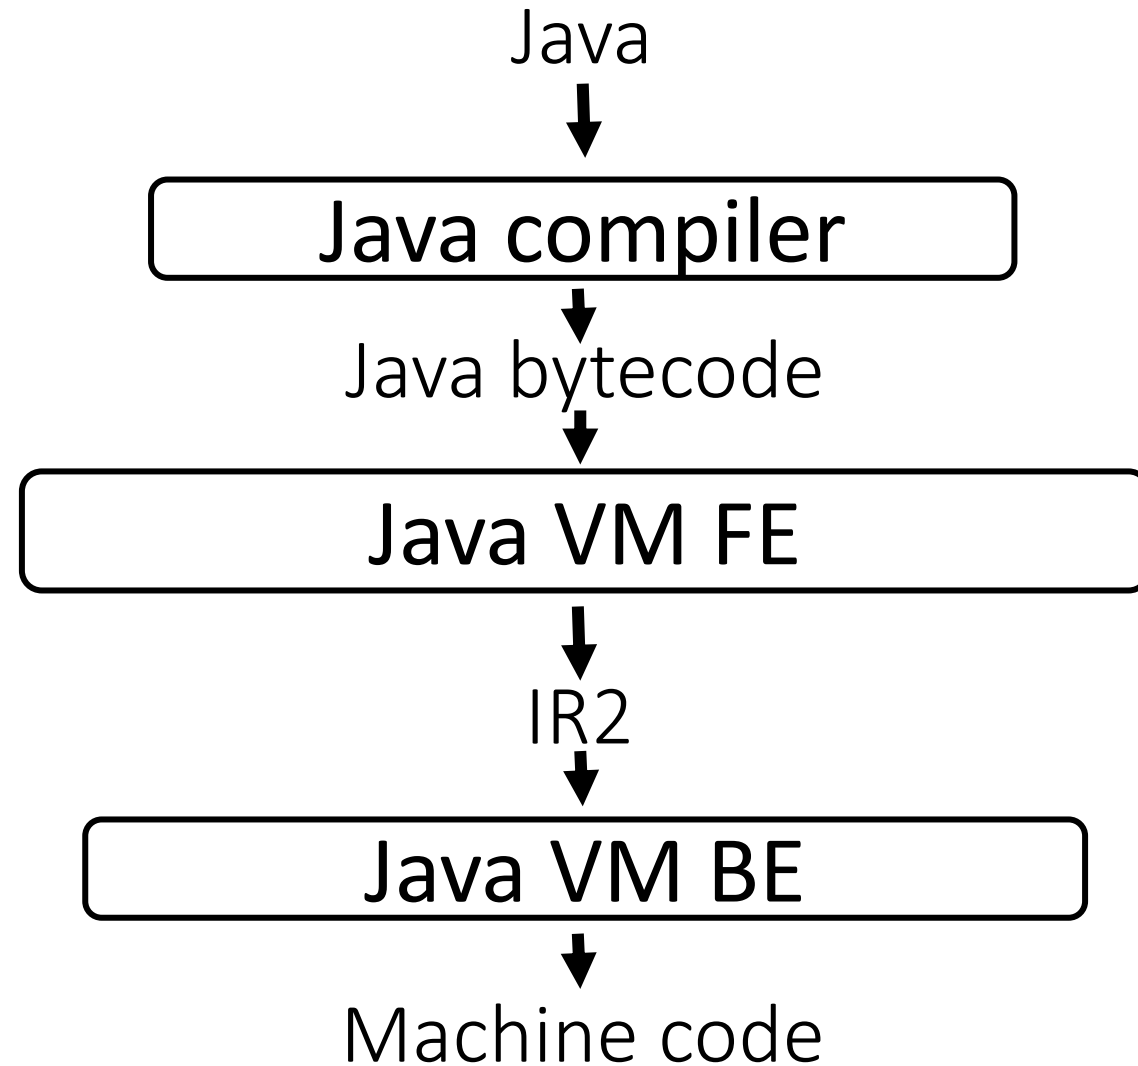 Java
Java compiler
Java bytecode
Java VM FE
IR2
Java VM BE
Machine code